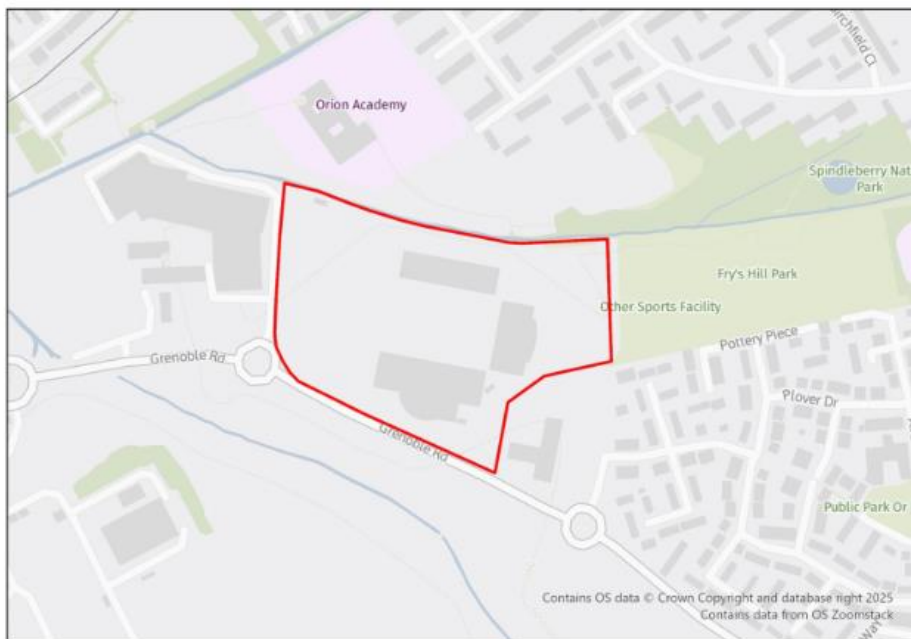 Orion Academy
Spindleberry Nat
Park
Fry's Hill Park
Other Sports Facility
Pottery Piece
Grenoble Rd
Plover Dr
Grenoble Rd
Public Park Or
Contains OS data © Crown Copyright and database right 2025
Contains data from OS Zoomstack